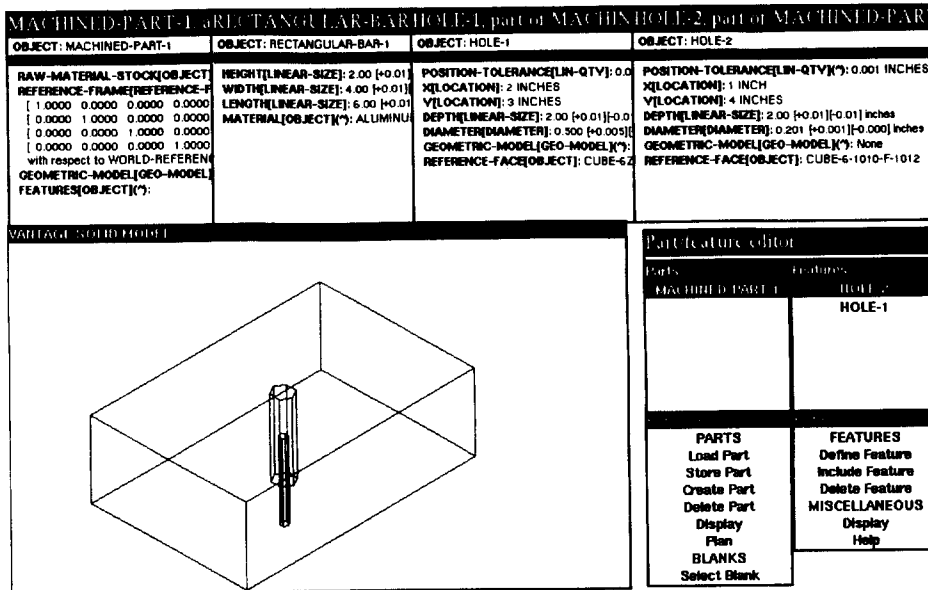 MACHINED-PART-1, a
RECTANGULAR-BAR
HOLE-1, part of MACHIN
HOLE-2, part of MACHINED-PAR
OBJECT: MACHINED-PART-1
OBJECT: RECTANGULAR-BAR-1
OBJECT: HOLE-1
OBJECT: HOLE-2
RAW-MATERIAL-STOCK[OBJECT]
REFERENCE-FRAME[REFERENCE-F
[ 1.0000 0.0000 0.0000 0.0000
[ 0.0000 1.0000 0.0000 0.0000
[ 0.0000 0.0000 1.0000 0.0000
[ 0.0000 0.0000 0.0000 1.0000
with respect to WORLD-REFEREN
GEOMETRIC-MODEL[GEO-MODEL]
FEATURES[OBJECT](^):
HEIGHT[LINEAR-SIZE]: 2.00 [+0.01]
WIDTH[LINEAR-SIZE]: 4.00 [+0.01]
LENGTH[LINEAR-SIZE]: 6.00 [+0.01
MATERIAL[OBJECT](^): ALUMINU
POSITION-TOLERANCE[LIN-QTY]: 0.0
X[LOCATION]: 2 INCHES
Y[LOCATION]: 3 INCHES
DEPTH[LINEAR-SIZE]: 2.00 [+0.01][-0.0
DIAMETER[DIAMETER]: 0.500 [+0.005][
GEOMETRIC-MODEL[GEO-MODEL](^):
REFERENCE-FACE[OBJECT]: CUBE-6
POSITION-TOLERANCE[LIN-QTY](^): 0.001 INCHES
X[LOCATION]: 1 INCH
Y[LOCATION]: 4 INCHES
DEPTH[LINEAR-SIZE]: 2.00 [+0.01][-0.01] inches
DIAMETER[DIAMETER]: 0.201 [+0.001][-0.000] inches
GEOMETRIC-MODEL[GEO-MODEL](^): None
REFERENCE-FACE[OBJECT]: CUBE-6-1010-F-1012
VANTAGE SOLID MODEL
Part/feature editor
Parts
Features
MACHINED-PART-1
HOLE-2
HOLE-1
PARTS
Load Part
Store Part
Create Part
Delete Part
Display
Plan
BLANKS
Select Blank
FEATURES
Define Feature
Include Feature
Delete Feature
MISCELLANEOUS
Display
Help